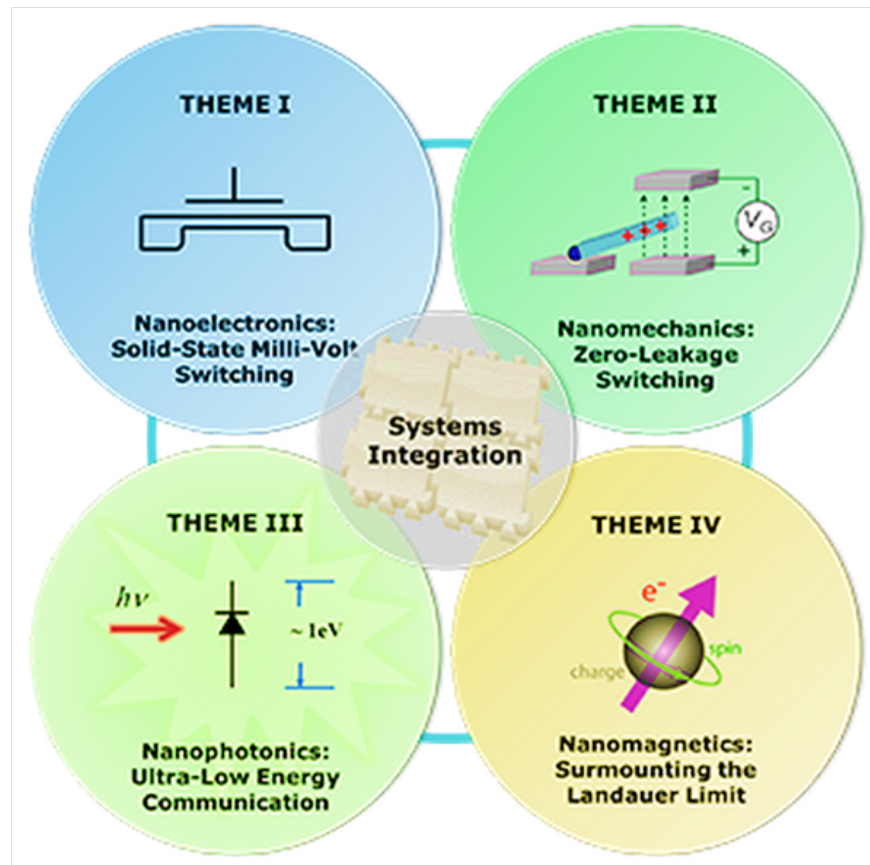 THEME I
Nanoelectronics:
Solid-State Milli-Volt
Switching
THEME II
-
V_G
+ + +
+
Nanomechanics:
Zero-Leakage
Switching
Systems
Integration
THEME III
hν
~ 1eV
Nanophotonics:
Ultra-Low Energy
Communication
THEME IV
e⁻
spin
charge
Nanomagnetics:
Surmounting the
Landauer Limit